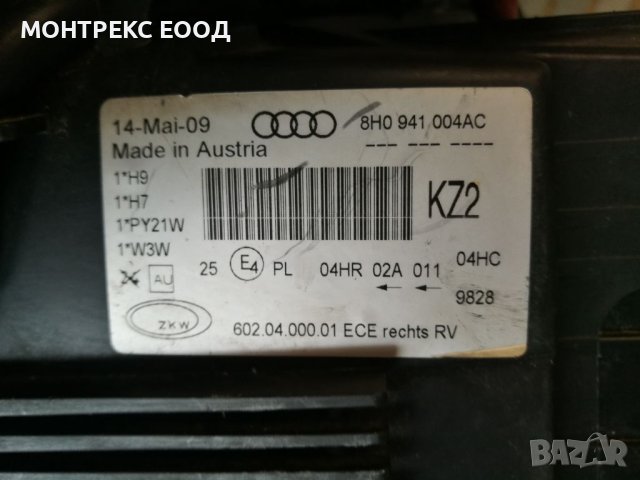 МОНТРЕКС ЕООД
14-Mai-09 8H0 941 004AC
Made in Austria --- --- ----
1*H9
1*H7
1*PY21W KZ2
1*W3W
25 E4 PL 04HR 02A 011 04HC
AU ← ← 9828
ZKW
602.04.000.01 ECE rechts RV
BAZAR